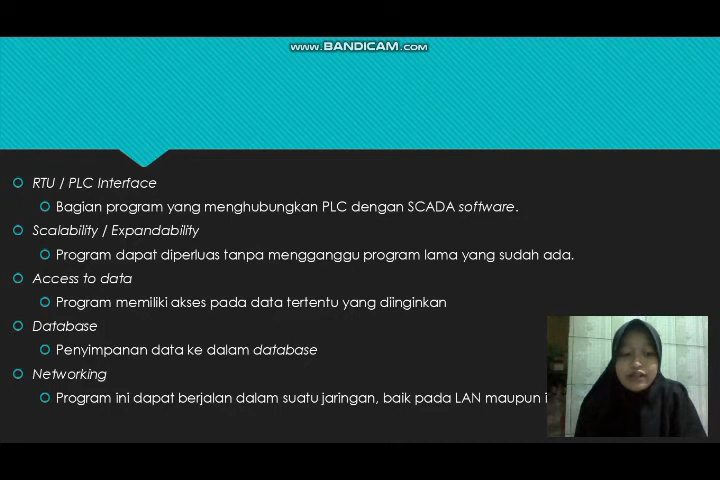 www.BANDICAM.com
RTU / PLC Interface
Bagian program yang menghubungkan PLC dengan SCADA software.
Scalability / Expandability
Program dapat diperluas tanpa mengganggu program lama yang sudah ada.
Access to data
Program memiliki akses pada data tertentu yang diinginkan
Database
Penyimpanan data ke dalam database
Networking
Program ini dapat berjalan dalam suatu jaringan, baik pada LAN maupun